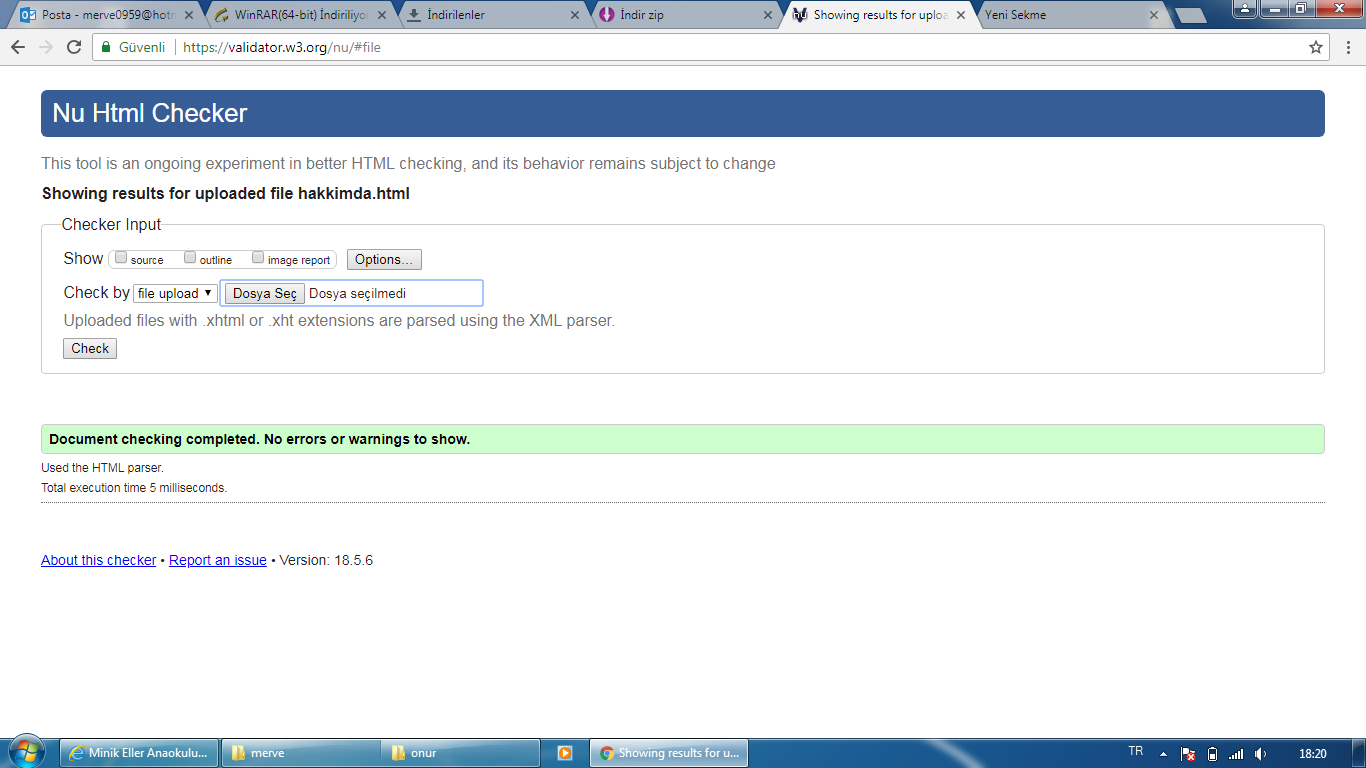 Posta - merve0959@hotm
WinRAR(64-bit) İndiriliyo
İndirilenler
İndir zip
Showing results for uploa
Yeni Sekme
Güvenli
https://validator.w3.org/nu/#file
Nu Html Checker
This tool is an ongoing experiment in better HTML checking, and its behavior remains subject to change
Showing results for uploaded file hakkimda.html
Checker Input
Show source outline image report Options...
Check by file upload Dosya Seç Dosya seçilmedi
Uploaded files with .xhtml or .xht extensions are parsed using the XML parser.
Check
Document checking completed. No errors or warnings to show.
Used the HTML parser.
Total execution time 5 milliseconds.
About this checker • Report an issue • Version: 18.5.6
Minik Eller Anaokulu...
merve
onur
Showing results for u...
TR
18:20